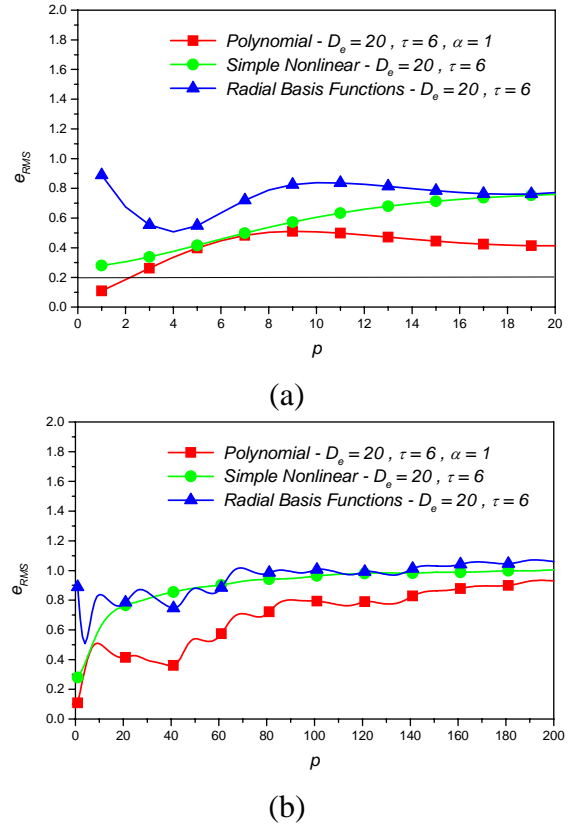 2.0
1.8
1.6
1.4
1.2
1.0
0.8
0.6
0.4
0.2
0.0
e_RMS
Polynomial - D_e = 20 , τ = 6 , α = 1
Simple Nonlinear - D_e = 20 , τ = 6
Radial Basis Functions - D_e = 20 , τ = 6
0 2 4 6 8 10 12 14 16 18 20
p
(a)
2.0
1.8
1.6
1.4
1.2
1.0
0.8
0.6
0.4
0.2
0.0
e_RMS
Polynomial - D_e = 20 , τ = 6 , α = 1
Simple Nonlinear - D_e = 20 , τ = 6
Radial Basis Functions - D_e = 20 , τ = 6
0 20 40 60 80 100 120 140 160 180 200
p
(b)